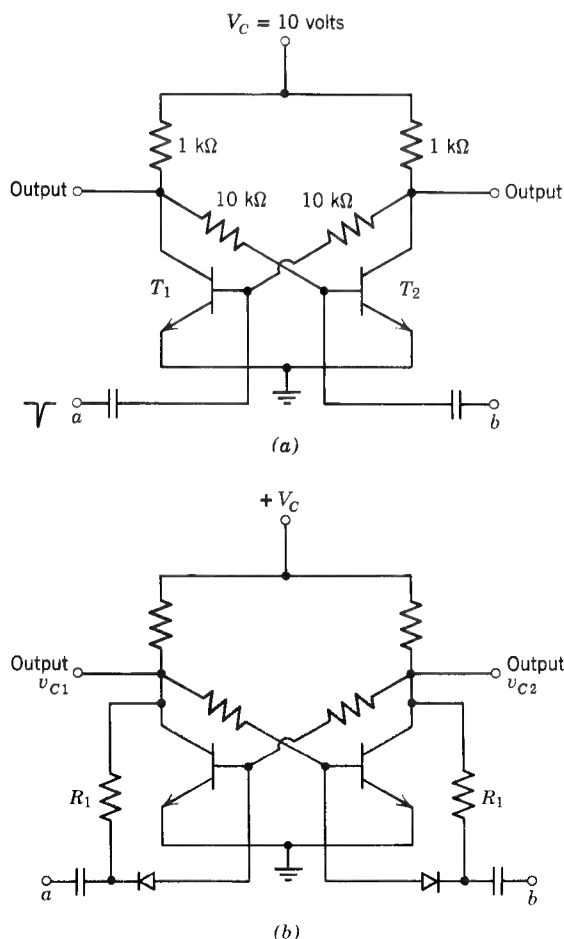 V_C = 10 volts
1 kΩ
1 kΩ
Output
10 kΩ
10 kΩ
Output
T_1
T_2
a
b
(a)
+ V_C
Output
v_C1
Output
v_C2
R_1
R_1
a
b
(b)